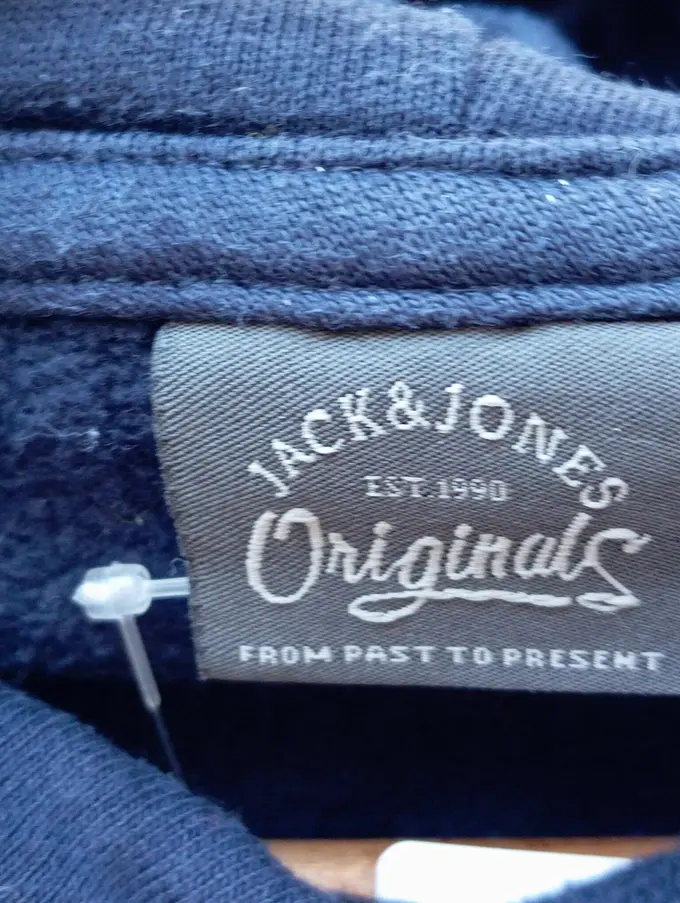 JACK&JONES
EST.1990
Originals
FROM PAST TO PRESENT